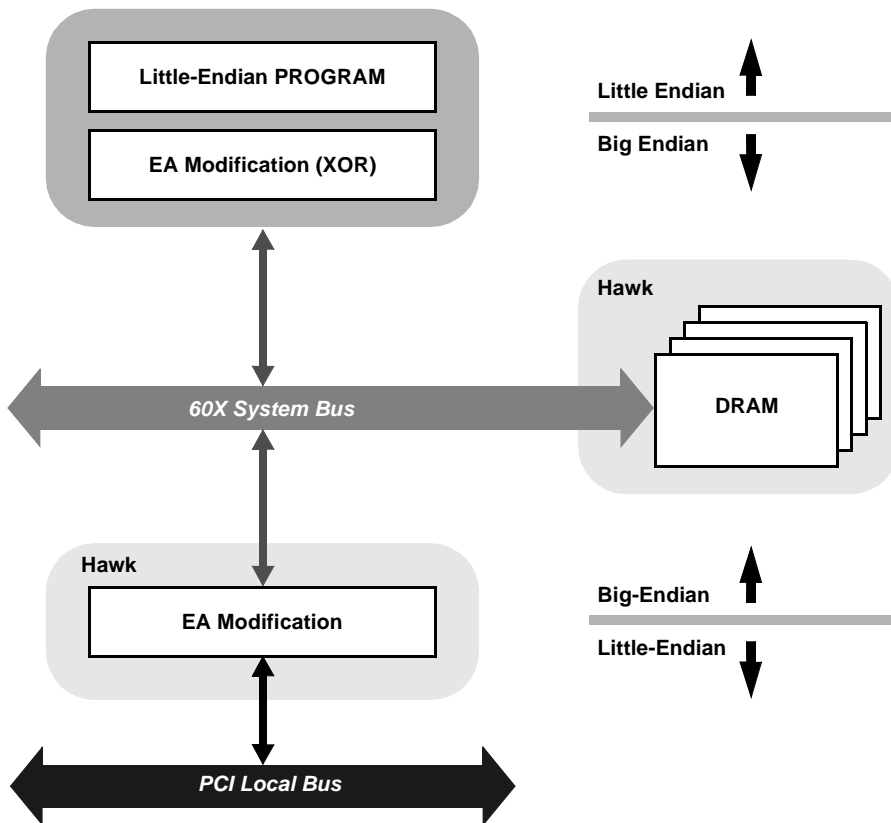 Little-Endian PROGRAM
EA Modification (XOR)
Little Endian
Big Endian
Hawk
DRAM
60X System Bus
Hawk
EA Modification
Big-Endian
Little-Endian
PCI Local Bus